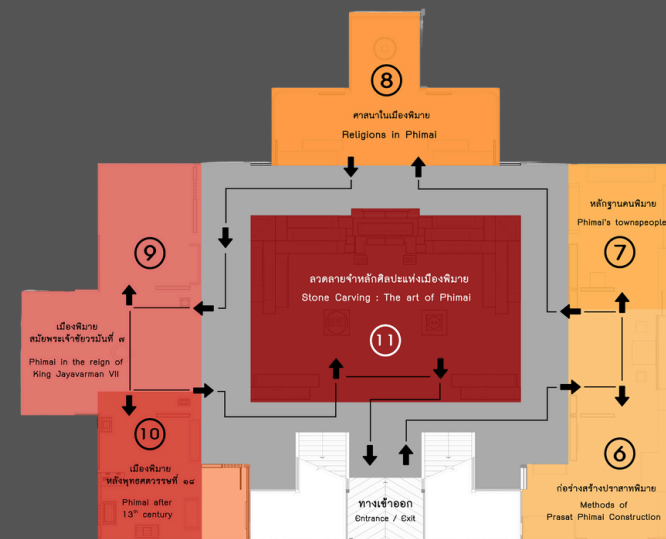 8
ศาสนาในเมืองพิมาย
Religions in Phimai
หลักฐานคนพิมาย
Phimai's townspeople
7
9
เมืองพิมาย
สมัยพระเจ้าชัยวรมันที่ ๗
Phimai in the reign of
King Jayavarman VII
ลวดลายจำหลักศิลปะแห่งเมืองพิมาย
Stone Carving : The art of Phimai
11
10
เมืองพิมาย
หลังพุทธศตวรรษที่ ๑๘
Phimai after
13th century
6
ก่อร่างสร้างปราสาทพิมาย
Methods of
Prasat Phimai Construction
ทางเข้าออก
Entrance / Exit